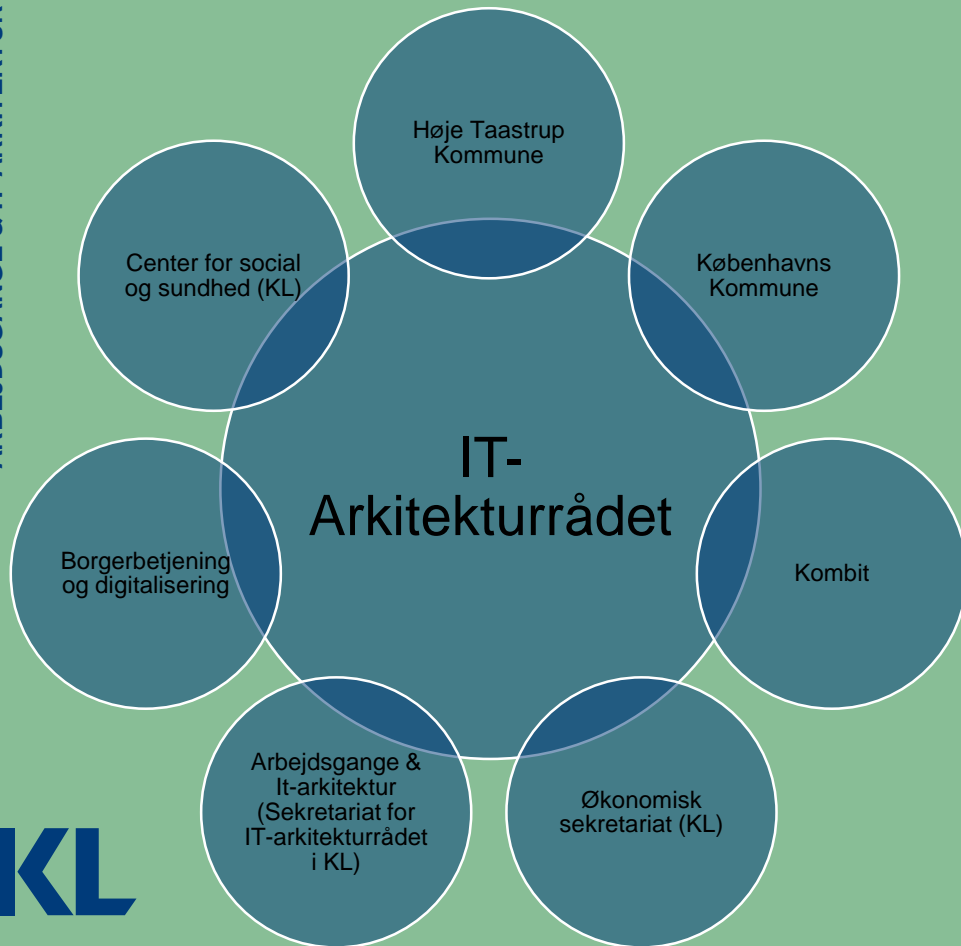 Høje Taastrup
Kommune
Center for social
og sundhed (KL)
Københavns
Kommune
IT-
Arkitekturrådet
Borgerbetjening
og digitalisering
Kombit
Arbejdsgange &
It-arkitektur
(Sekretariat for
IT-arkitekturrådet
i KL)
Økonomisk
sekretariat (KL)
KL